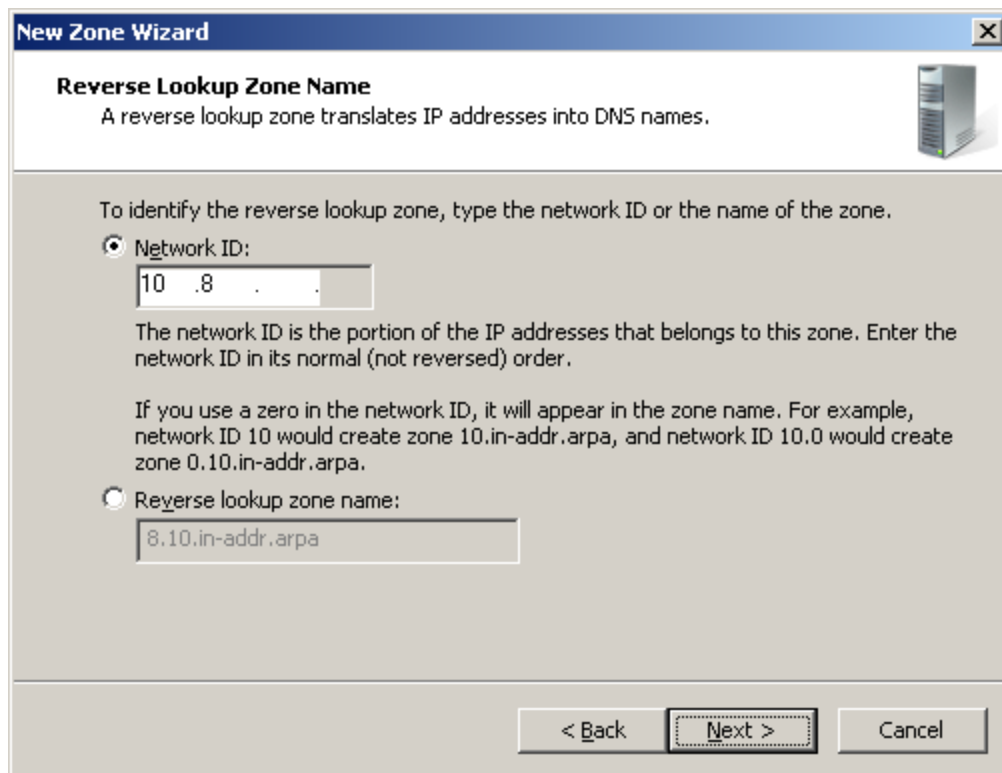 New Zone Wizard
Reverse Lookup Zone Name
A reverse lookup zone translates IP addresses into DNS names.
To identify the reverse lookup zone, type the network ID or the name of the zone.
Network ID:
10 .8 . .
The network ID is the portion of the IP addresses that belongs to this zone. Enter the
network ID in its normal (not reversed) order.
If you use a zero in the network ID, it will appear in the zone name. For example,
network ID 10 would create zone 10.in-addr.arpa, and network ID 10.0 would create
zone 0.10.in-addr.arpa.
Reverse lookup zone name:
8.10.in-addr.arpa
< Back Next > Cancel